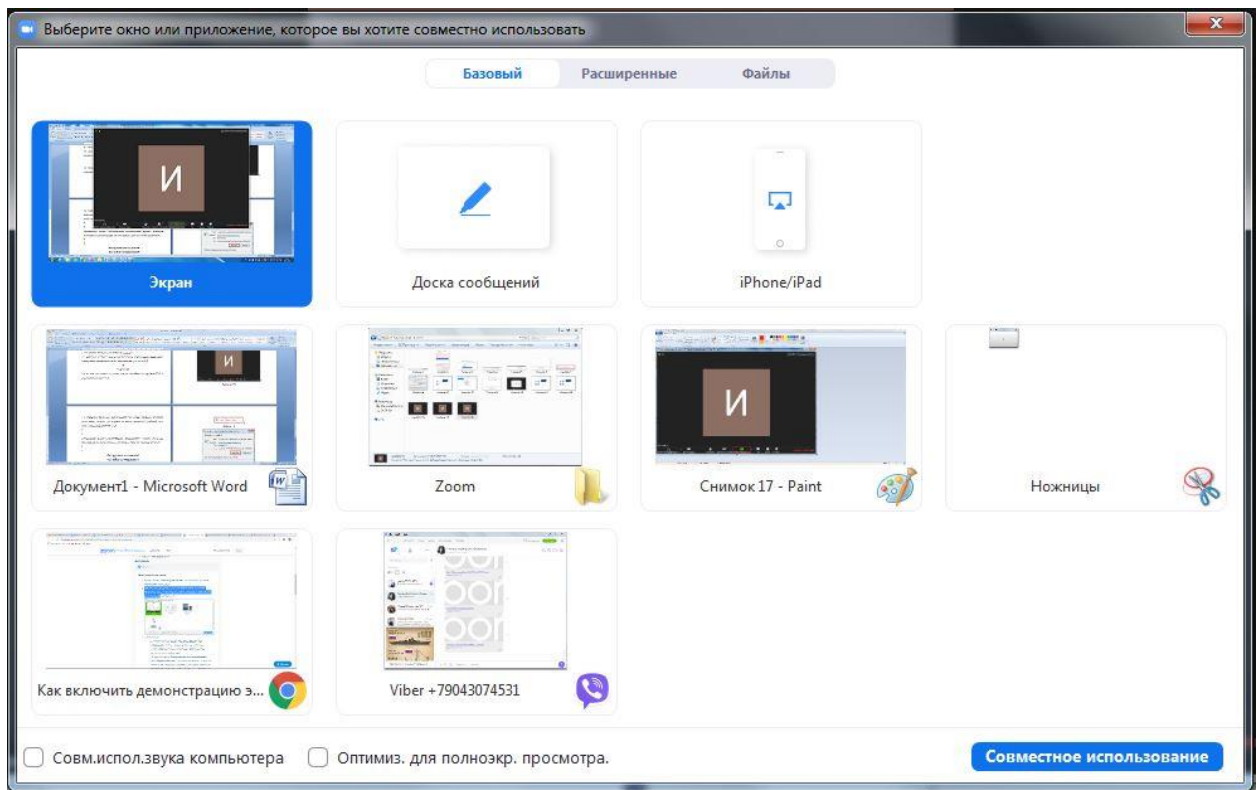 Выберите окно или приложение, которое вы хотите совместно использовать
Базовый Расширенные Файлы
И
Экран
Доска сообщений
iPhone/iPad
И
И
Документ1 - Microsoft Word
Zoom
Снимок 17 - Paint
Ножницы
Как включить демонстрацию э...
Viber +79043074531
Совм.испол.звука компьютера
Оптимиз. для полноэкр. просмотра.
Совместное использование